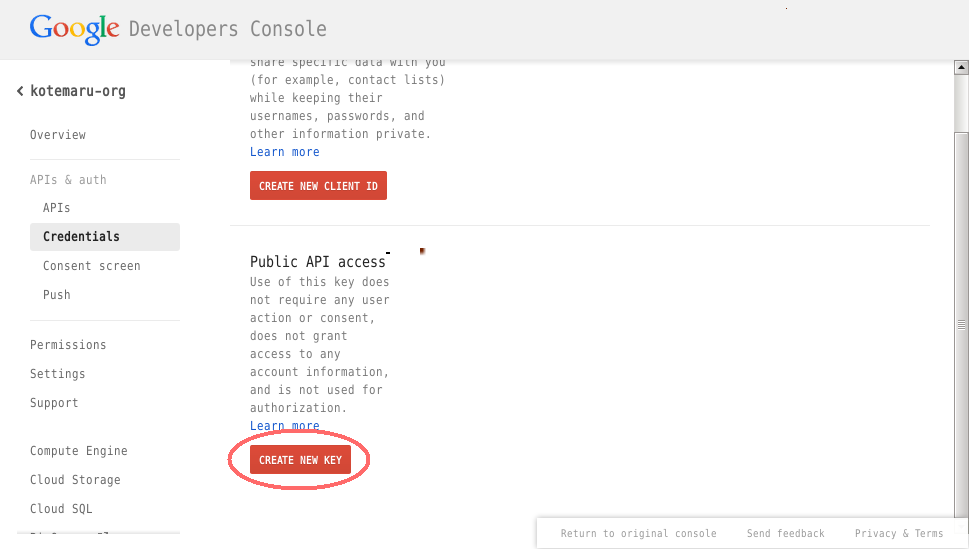 Google Developers Console
kotemaru-org
Overview
APIs & auth
APIs
Credentials
Consent screen
Push
Permissions
Settings
Support
Compute Engine
Cloud Storage
Cloud SQL
share specific data with you
(for example, contact lists)
while keeping their
usernames, passwords, and
other information private.
Learn more
CREATE NEW CLIENT ID
Public API access
Use of this key does
not require any user
action or consent,
does not grant
access to any
account information,
and is not used for
authorization.
Learn more
CREATE NEW KEY
Return to original console
Send feedback
Privacy & Terms